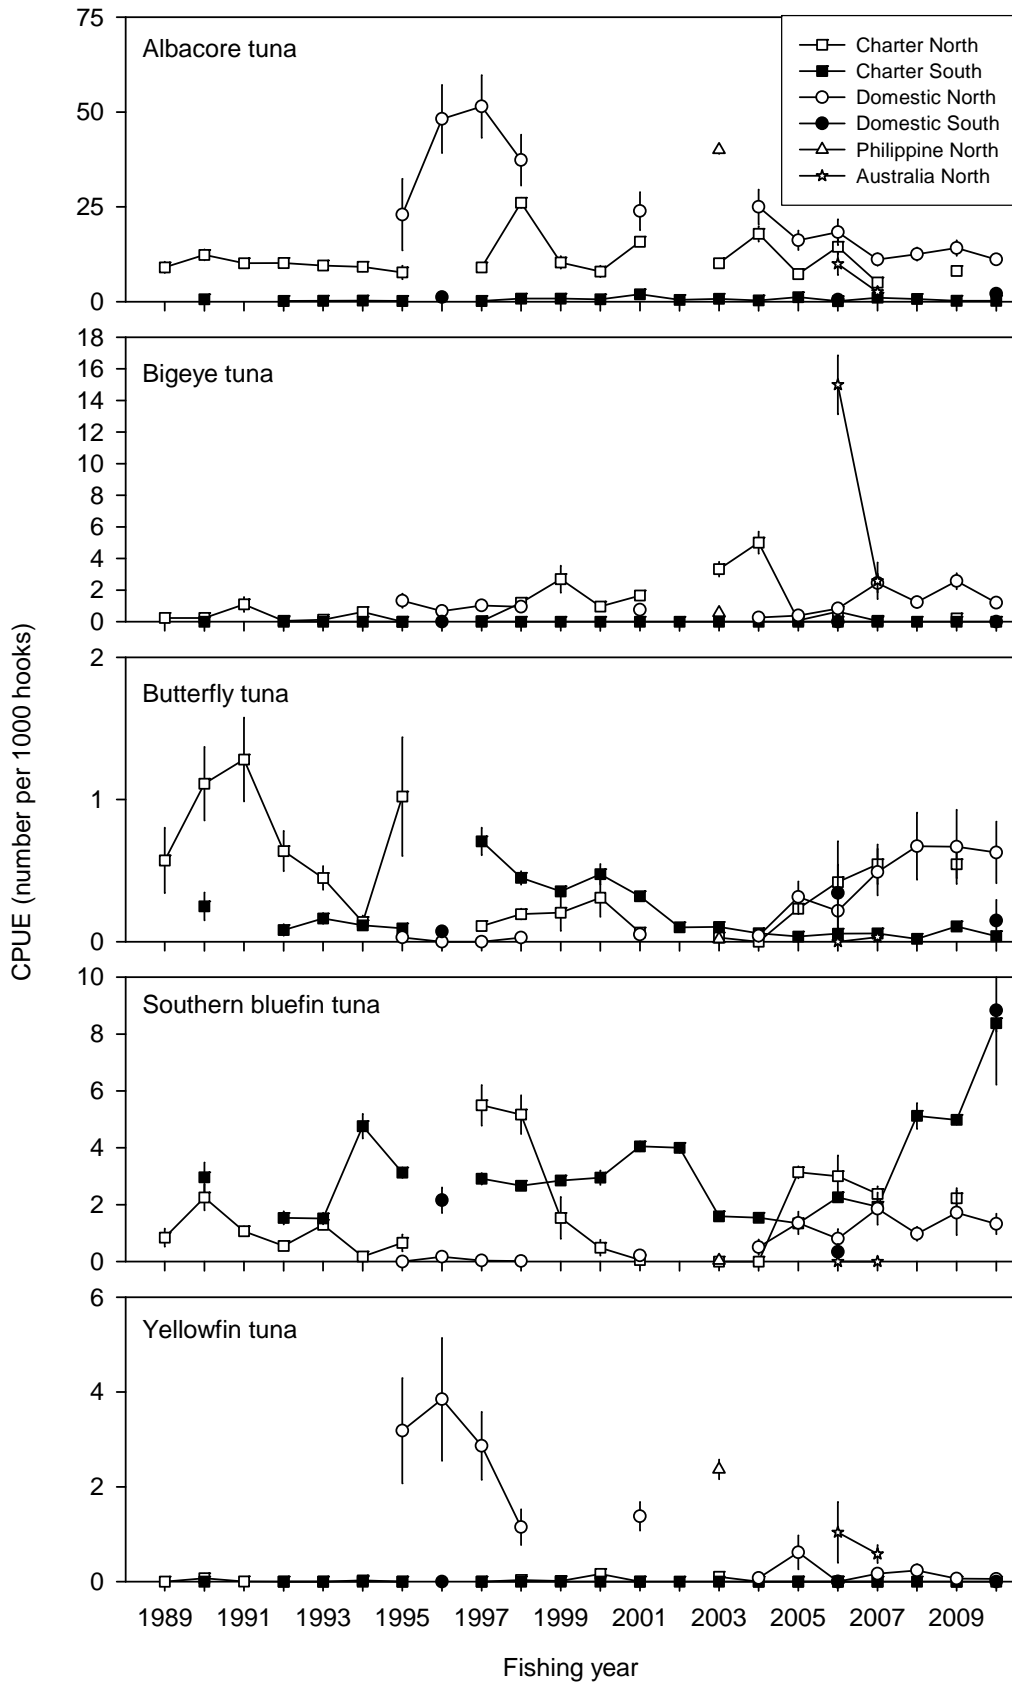 75
50
25
0
Albacore tuna
Charter North
Charter South
Domestic North
Domestic South
Philippine North
Australia North
18
16
14
12
10
8
6
4
2
0
Bigeye tuna
2
1
0
Butterfly tuna
CPUE (number per 1000 hooks)
10
8
6
4
2
0
Southern bluefin tuna
6
4
2
0
Yellowfin tuna
1989 1991 1993 1995 1997 1999 2001 2003 2005 2007 2009
Fishing year